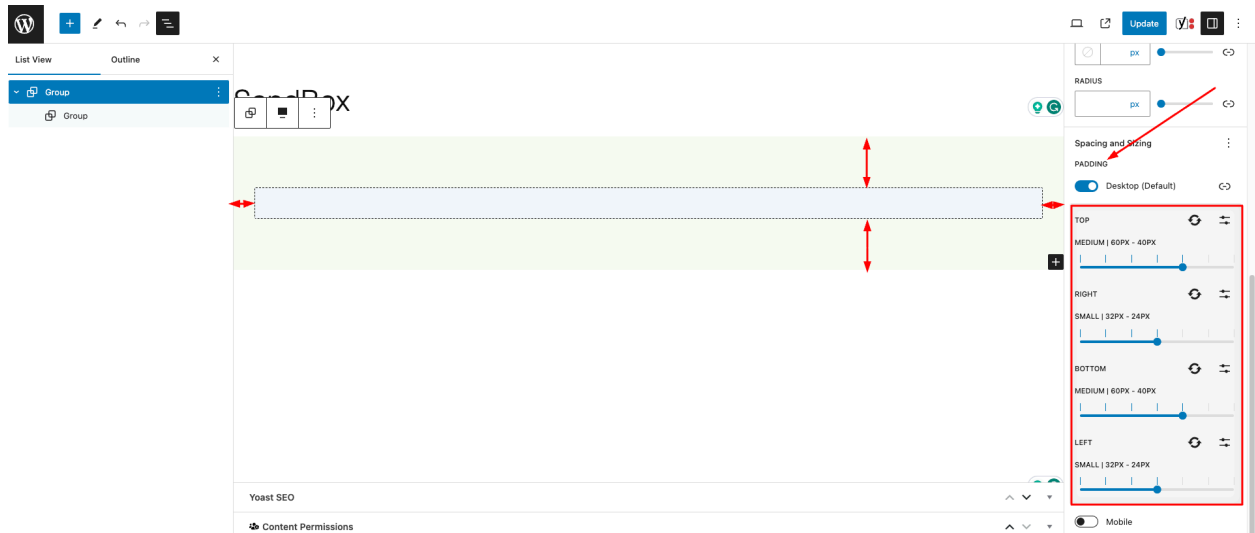 Update
List View
Outline
Group
Group
SandBox
px
RADIUS
px
Spacing and Sizing
PADDING
Desktop (Default)
TOP
MEDIUM | 60PX - 40PX
RIGHT
SMALL | 32PX - 24PX
BOTTOM
MEDIUM | 60PX - 40PX
LEFT
SMALL | 32PX - 24PX
Mobile
Yoast SEO
Content Permissions